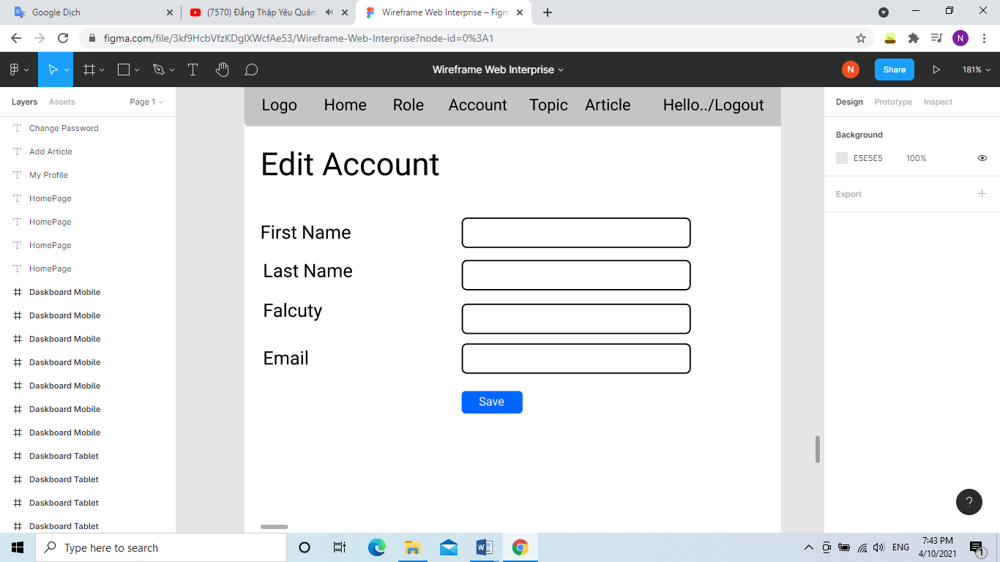 Google Dịch
(7570) Đằng Thập Yêu Quân
Wireframe Web Interprise – Figm
figma.com/file/3kf9HcbVfzKDgIXWcfAe53/Wireframe-Web-Interprise?node-id=0%3A1
N
Wireframe Web Interprise
N
Share
181%
Layers
Assets
Page 1
Change Password
Add Article
My Profile
HomePage
HomePage
HomePage
HomePage
Daskboard Mobile
Daskboard Mobile
Daskboard Mobile
Daskboard Mobile
Daskboard Mobile
Daskboard Mobile
Daskboard Mobile
Daskboard Tablet
Daskboard Tablet
Daskboard Tablet
Daskboard Tablet
Logo Home Role Account Topic Article Hello../Logout
Edit Account
First Name
Last Name
Falcuty
Email
Save
Design
Prototype
Inspect
Background
E5E5E5 100%
Export
?
Type here to search
ENG
7:43 PM
4/10/2021
1